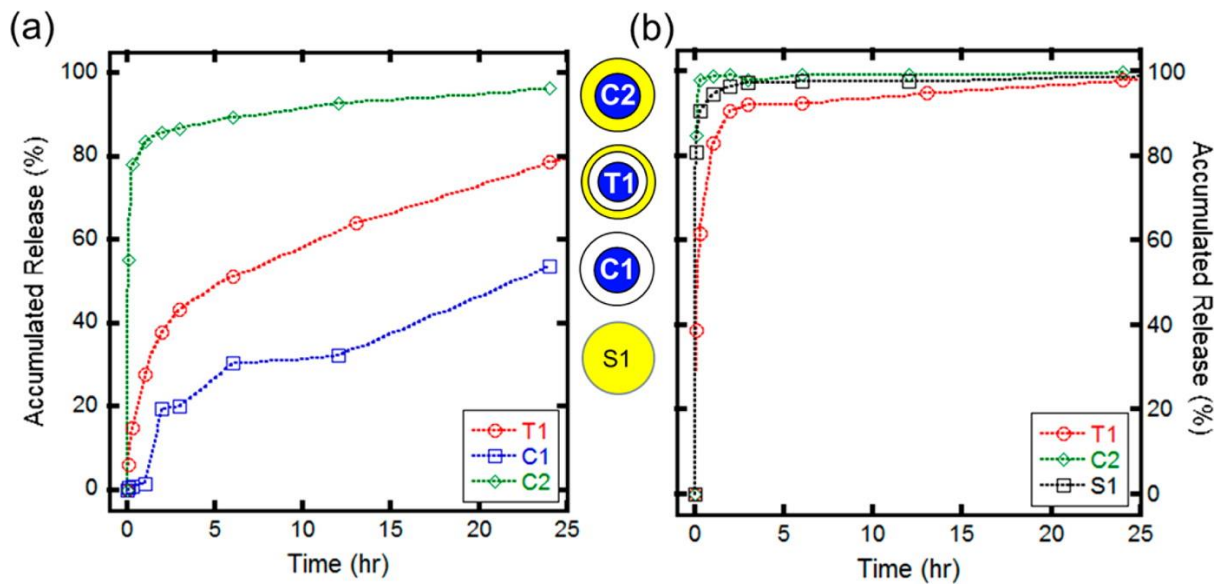 (a)
Accumulated Release (%)
100
80
60
40
20
0
0 5 10 15 20 25
Time (hr)
T1
C1
C2
C2
T1
C1
S1
(b)
100
80
60
40
20
0
Accumulated Release (%)
0 5 10 15 20 25
Time (hr)
T1
C2
S1